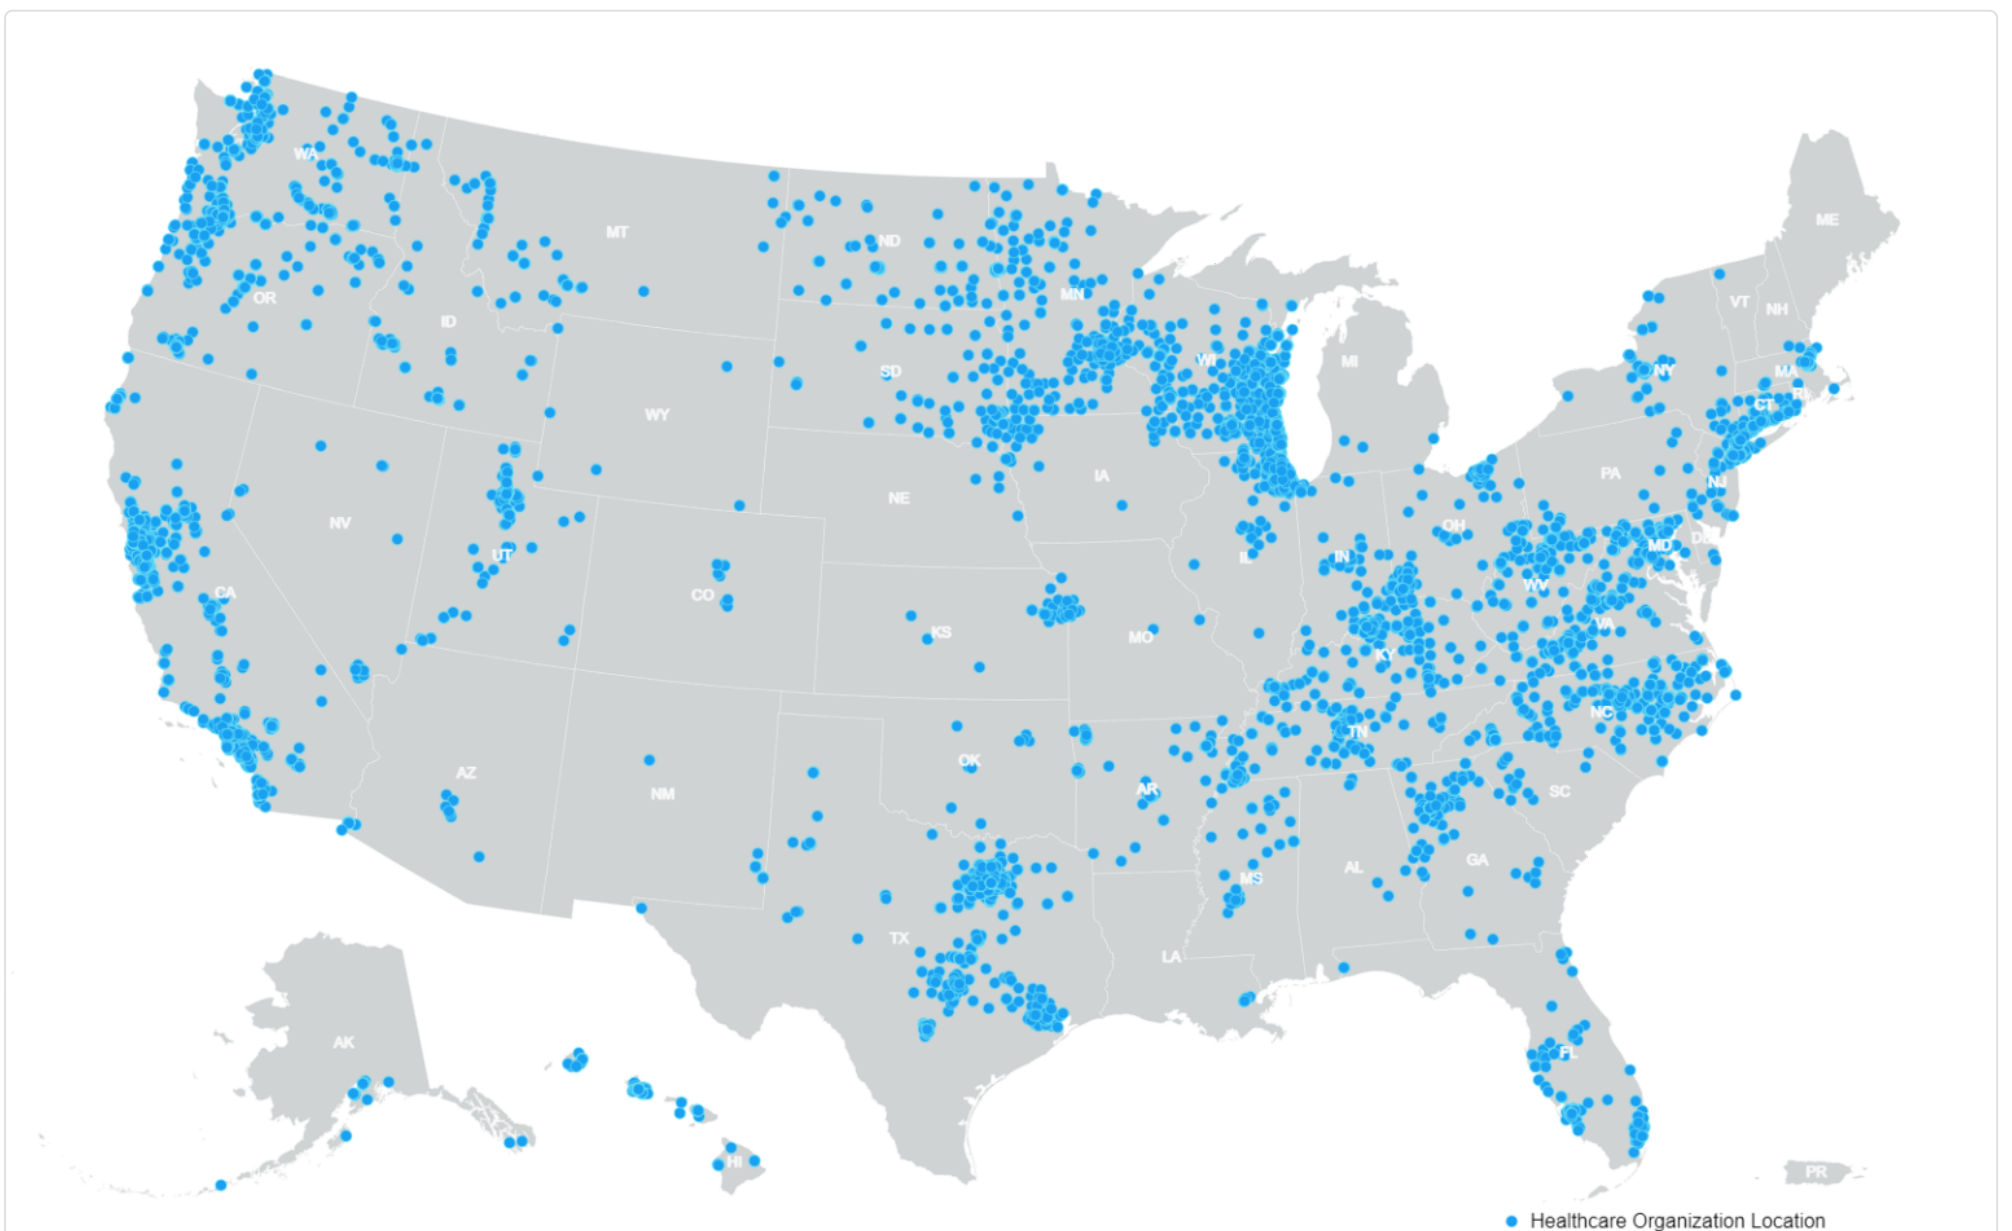 WA
MT
ME
ND
OR
MN
VT
NH
ID
MI
WI
SD
NY
MA
RI
CT
WY
IA
PA
NJ
NE
NV
OH
DE
MD
UT
IL
IN
WV
CA
CO
VA
KS
MO
KY
NC
TN
OK
AZ
NM
AR
SC
GA
AL
MS
TX
LA
AK
FL
HI
PR
Healthcare Organization Location